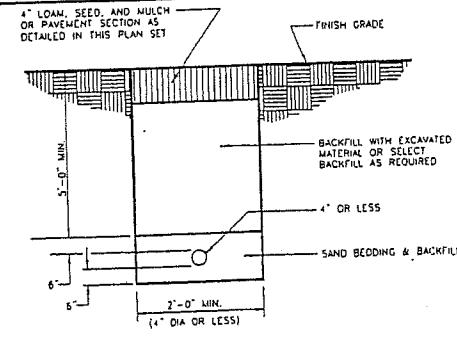 4" LOAM, SEED, AND MULCH
OR PAVEMENT SECTION AS
DETAILED IN THIS PLAN SET
FINISH GRADE
5'-0" MIN.
BACKFILL WITH EXCAVATED
MATERIAL OR SELECT
BACKFILL AS REQUIRED
4" OR LESS
SAND BEDDING & BACKFILL
6"
6"
2'-0" MIN.
(4" DIA OR LESS)